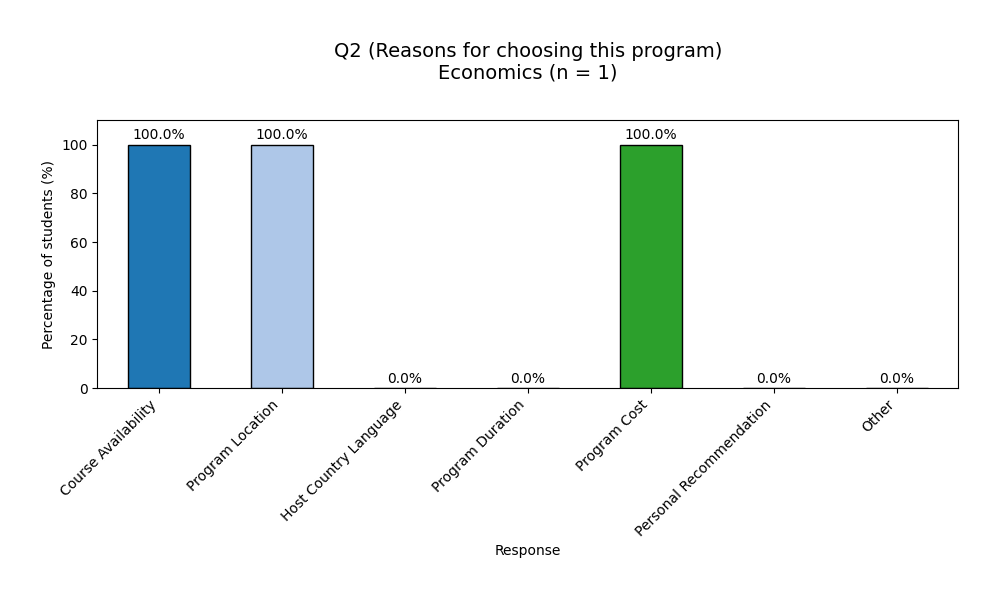 Q2 (Reasons for choosing this program)
Economics (n = 1)
Percentage of students (%)
100
80
60
40
20
0
100.0%
100.0%
0.0%
0.0%
100.0%
0.0%
0.0%
Course Availability
Program Location
Host Country Language
Program Duration
Program Cost
Personal Recommendation
Other
Response